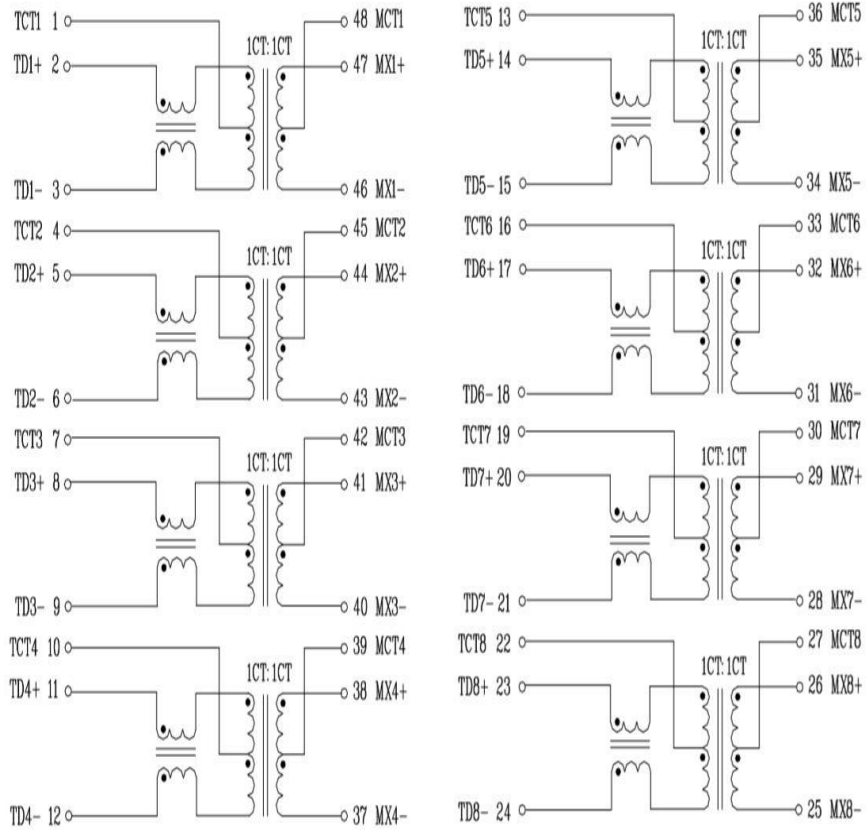 TCT1 1
48 MCT1
1CT:1CT
TD1+ 2
47 MX1+
TD1- 3
46 MX1-
TCT2 4
45 MCT2
1CT:1CT
TD2+ 5
44 MX2+
TD2- 6
43 MX2-
TCT3 7
42 MCT3
1CT:1CT
TD3+ 8
41 MX3+
TD3- 9
40 MX3-
TCT4 10
39 MCT4
1CT:1CT
TD4+ 11
38 MX4+
TD4- 12
37 MX4-
TCT5 13
36 MCT5
1CT:1CT
TD5+ 14
35 MX5+
TD5- 15
34 MX5-
TCT6 16
33 MCT6
1CT:1CT
TD6+ 17
32 MX6+
TD6- 18
31 MX6-
TCT7 19
30 MCT7
1CT:1CT
TD7+ 20
29 MX7+
TD7- 21
28 MX7-
TCT8 22
27 MCT8
1CT:1CT
TD8+ 23
26 MX8+
TD8- 24
25 MX8-